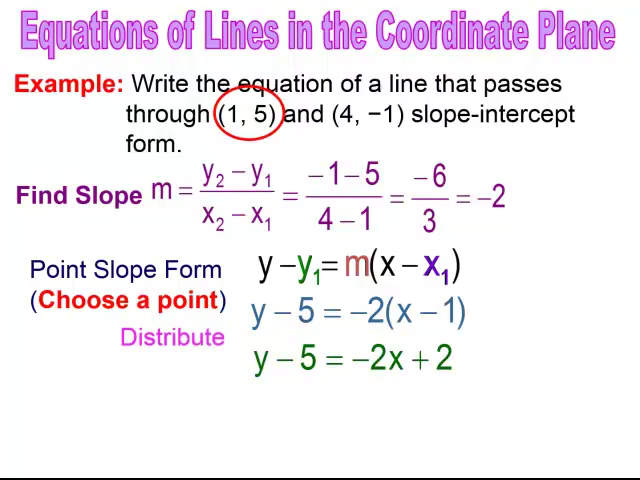 Equations of Lines in the Coordinate Plane
Example: Write the equation of a line that passes
through (1, 5) and (4, −1) slope-intercept
form.
Find Slope m = (y₂ − y₁)/(x₂ − x₁) = (−1 − 5)/(4 − 1) = −6/3 = −2
Point Slope Form y − y₁ = m(x − x₁)
(Choose a point) y − 5 = −2(x − 1)
Distribute y − 5 = −2x + 2